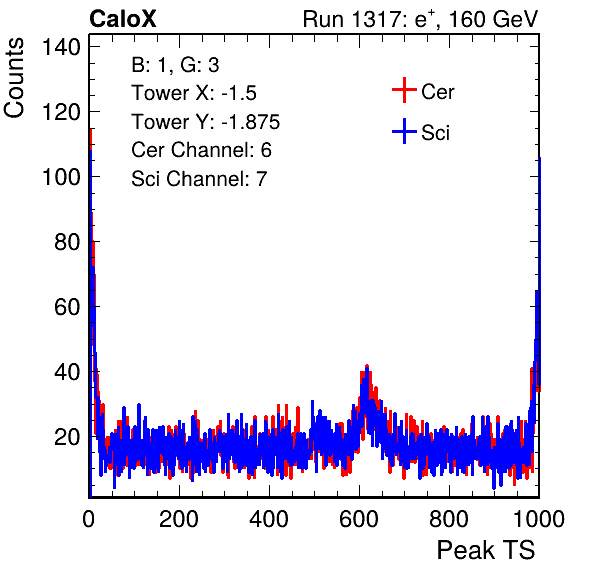 CaloX
Run 1317: e+, 160 GeV
Counts
140
120
100
80
60
40
20
B: 1, G: 3
Tower X: -1.5
Tower Y: -1.875
Cer Channel: 6
Sci Channel: 7
Cer
Sci
0
200
400
600
800
1000
Peak TS